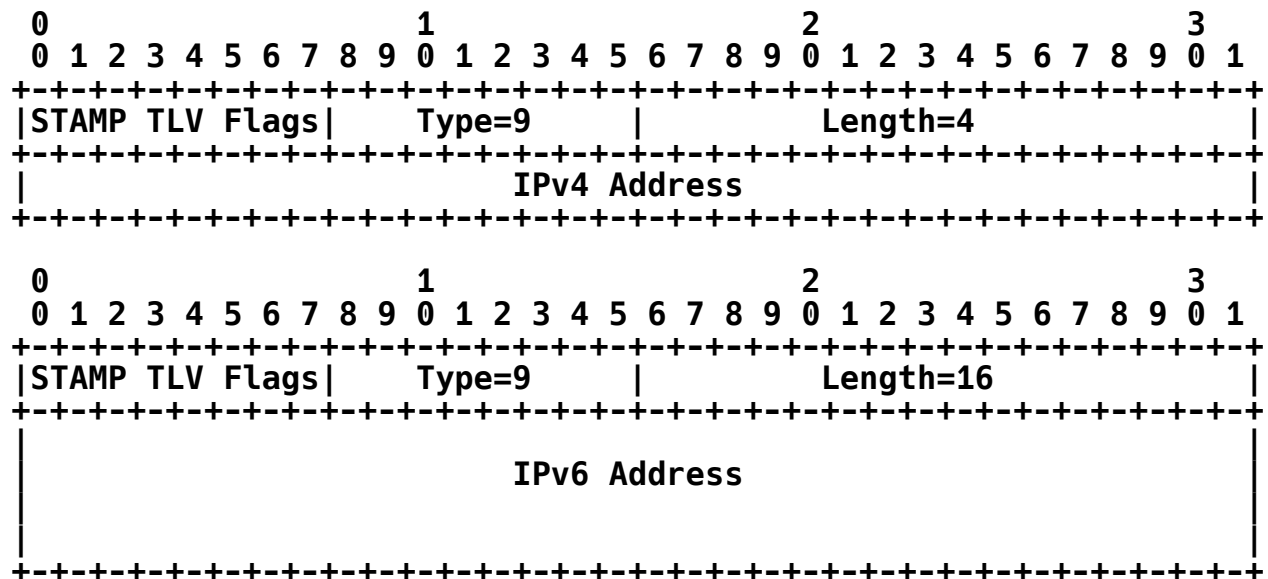 0                   1                   2                   3
 0 1 2 3 4 5 6 7 8 9 0 1 2 3 4 5 6 7 8 9 0 1 2 3 4 5 6 7 8 9 0 1
+-+-+-+-+-+-+-+-+-+-+-+-+-+-+-+-+-+-+-+-+-+-+-+-+-+-+-+-+-+-+-+-+
|STAMP TLV Flags|    Type=9     |         Length=4              |
+-+-+-+-+-+-+-+-+-+-+-+-+-+-+-+-+-+-+-+-+-+-+-+-+-+-+-+-+-+-+-+-+
|                         IPv4 Address                          |
+-+-+-+-+-+-+-+-+-+-+-+-+-+-+-+-+-+-+-+-+-+-+-+-+-+-+-+-+-+-+-+-+

 0                   1                   2                   3
 0 1 2 3 4 5 6 7 8 9 0 1 2 3 4 5 6 7 8 9 0 1 2 3 4 5 6 7 8 9 0 1
+-+-+-+-+-+-+-+-+-+-+-+-+-+-+-+-+-+-+-+-+-+-+-+-+-+-+-+-+-+-+-+-+
|STAMP TLV Flags|    Type=9     |         Length=16             |
+-+-+-+-+-+-+-+-+-+-+-+-+-+-+-+-+-+-+-+-+-+-+-+-+-+-+-+-+-+-+-+-+
|                                                               |
|                         IPv6 Address                          |
|                                                               |
|                                                               |
+-+-+-+-+-+-+-+-+-+-+-+-+-+-+-+-+-+-+-+-+-+-+-+-+-+-+-+-+-+-+-+-+